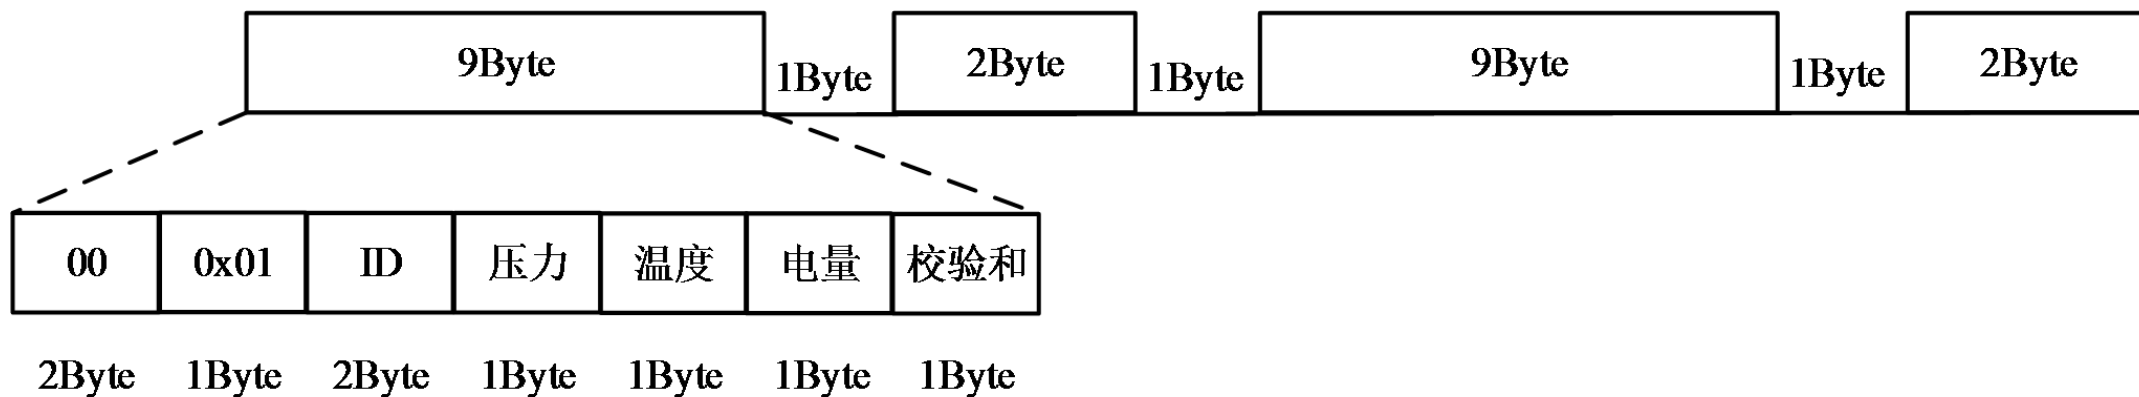 9Byte 1Byte 2Byte 1Byte 9Byte 1Byte 2Byte
00 0x01 ID 压力 温度 电量 校验和
2Byte 1Byte 2Byte 1Byte 1Byte 1Byte 1Byte